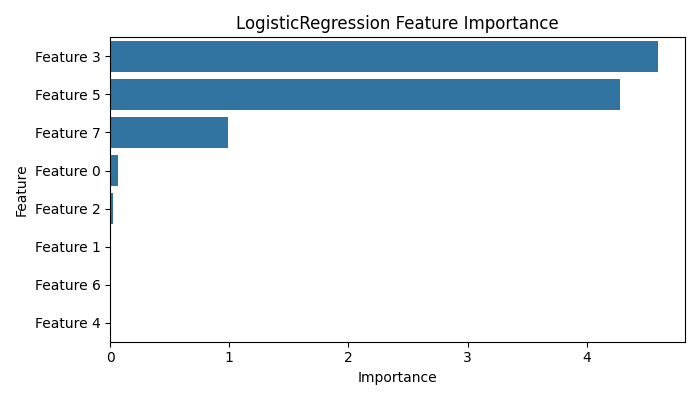 LogisticRegression Feature Importance
Feature 3
Feature 5
Feature 7
Feature 0
Feature 2
Feature 1
Feature 6
Feature 4
Feature
0 1 2 3 4
Importance